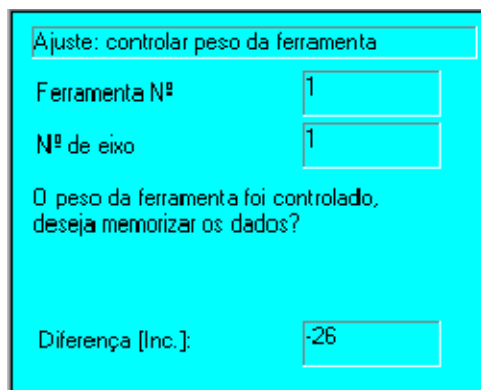 Ajuste: controlar peso da ferramenta
Ferramenta Nº 1
Nº de eixo 1
O peso da ferramenta foi controlado,
deseja memorizar os dados?
Diferença [Inc.]: -26